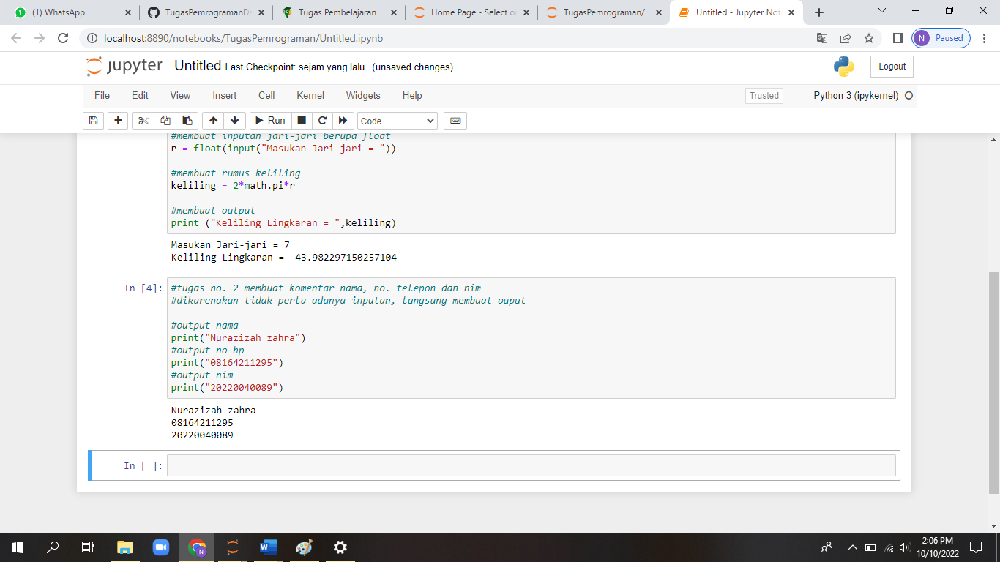 (1) WhatsApp
TugasPemrogramanDa
Tugas Pembelajaran
Home Page - Select or
TugasPemrograman/
Untitled - Jupyter Not
localhost:8890/notebooks/TugasPemrograman/Untitled.ipynb
N Paused
jupyter Untitled Last Checkpoint: sejam yang lalu (unsaved changes)
Logout
File Edit View Insert Cell Kernel Widgets Help
Trusted
Python 3 (ipykernel)
Run
Code
#membuat inputan jari-jari berupa float
r = float(input("Masukan Jari-jari = "))
#membuat rumus keliling
keliling = 2*math.pi*r
#membuat output
print ("Keliling Lingkaran = ",keliling)
Masukan Jari-jari = 7
Keliling Lingkaran =  43.982297150257104
In [4]:
#tugas no. 2 membuat komentar nama, no. telepon dan nim
#dikarenakan tidak perlu adanya inputan, langsung membuat ouput
#output nama
print("Nurazizah zahra")
#output no hp
print("08164211295")
#output nim
print("20220040089")
Nurazizah zahra
08164211295
20220040089
In [ ]:
2:06 PM
10/10/2022